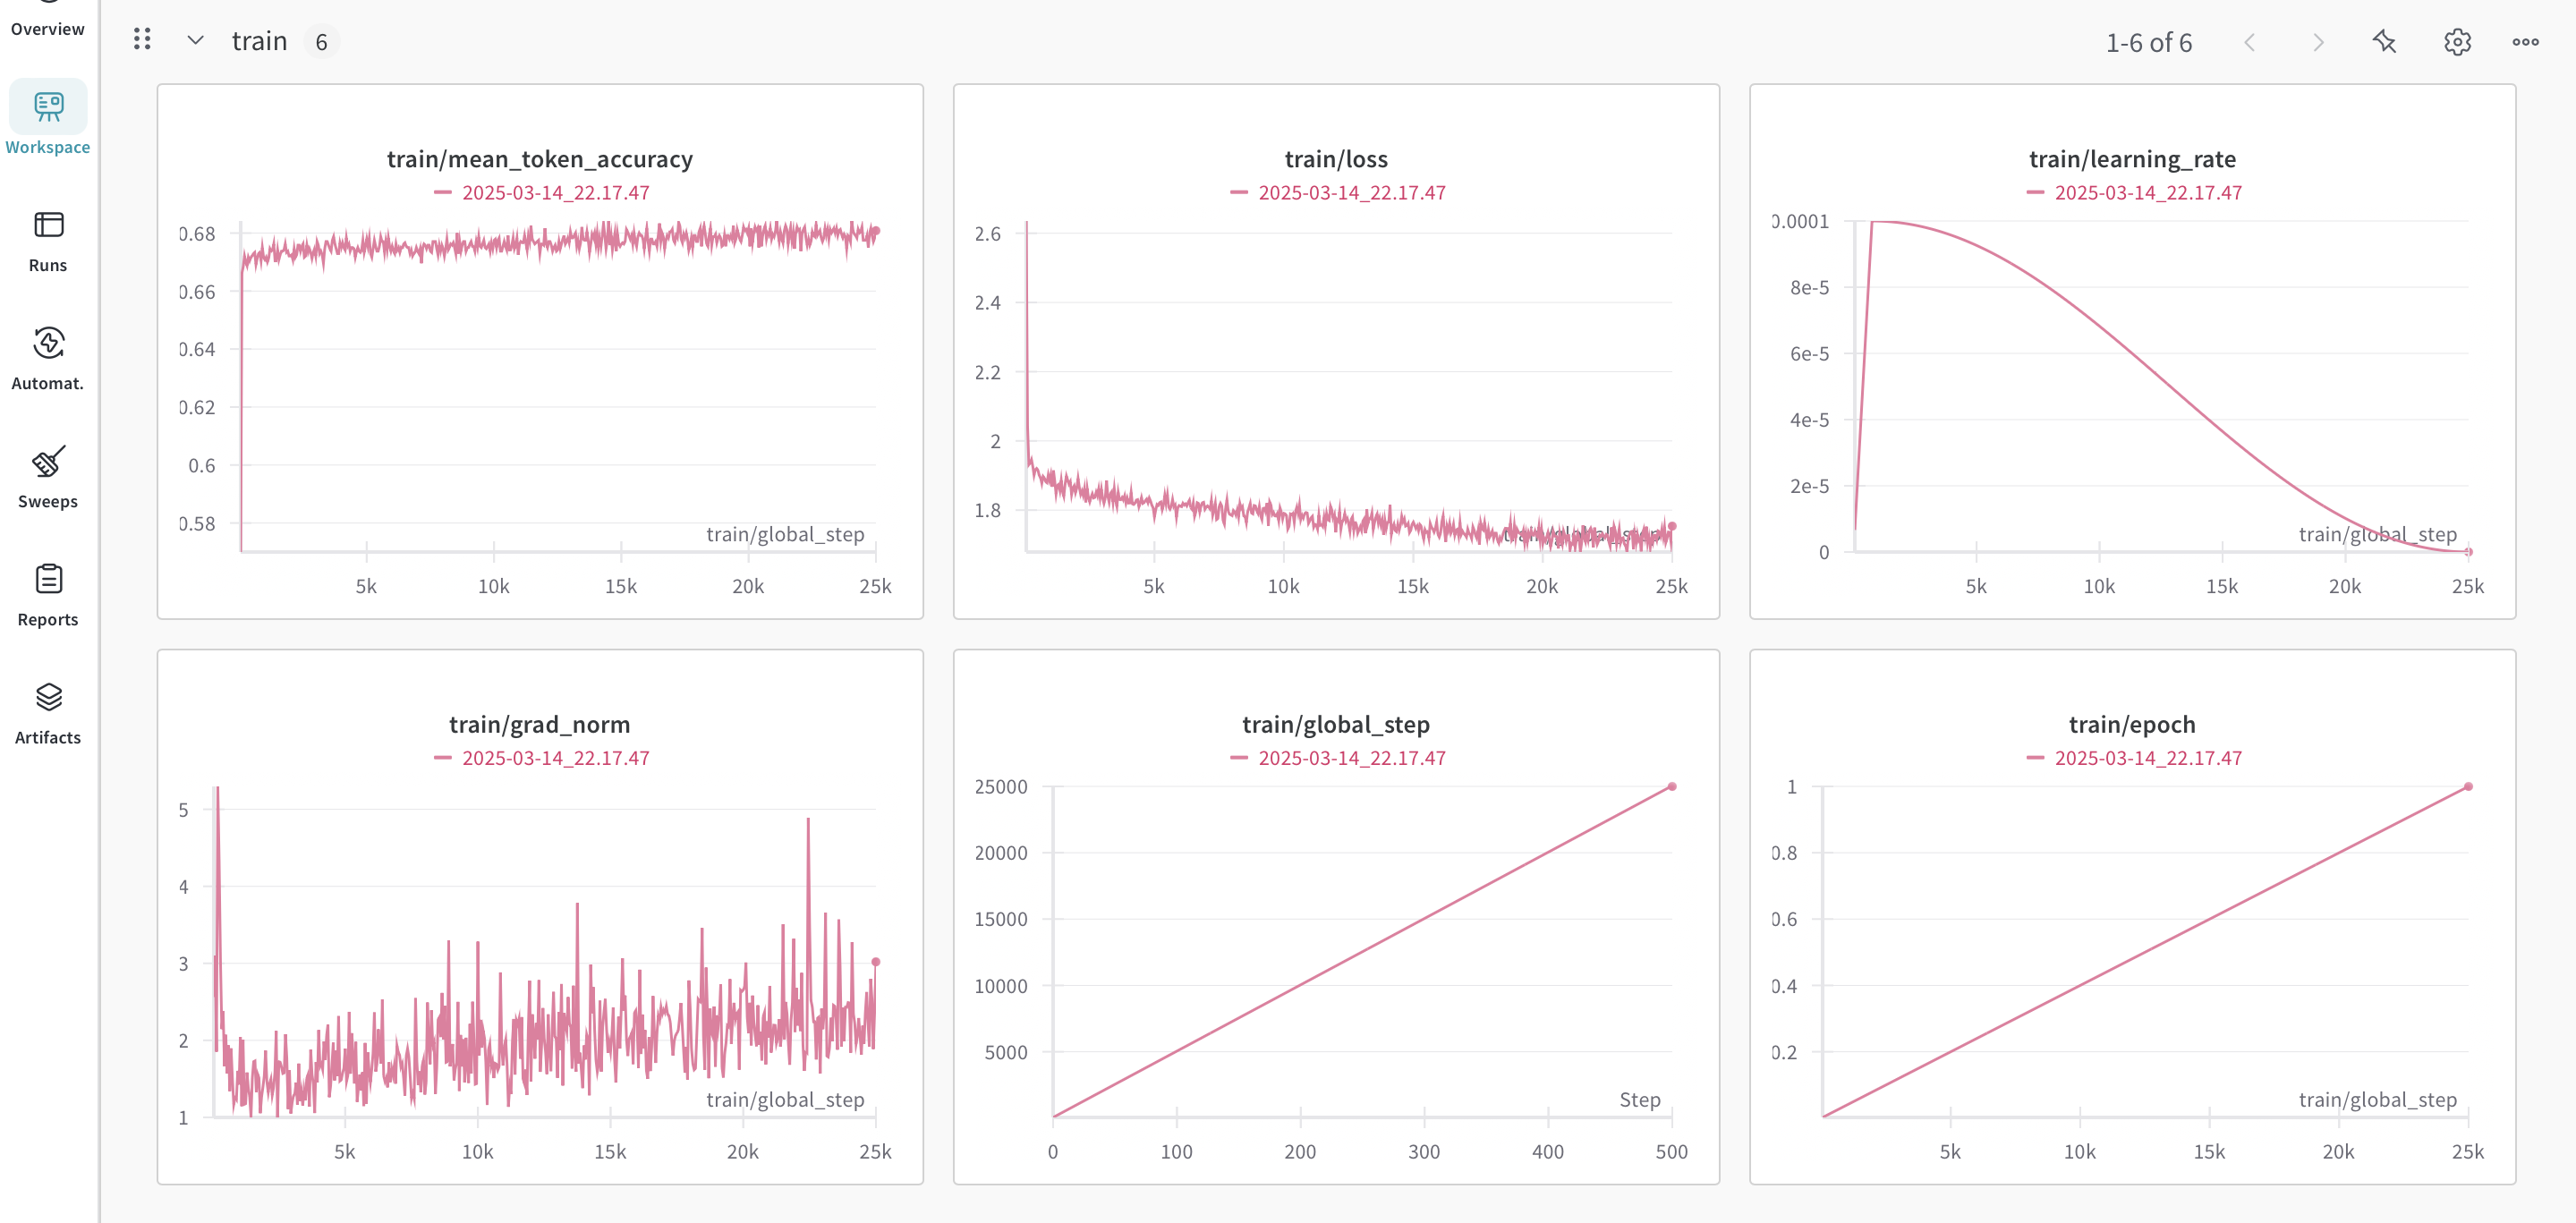 Overview
Workspace
Runs
Automat.
Sweeps
Reports
Artifacts
train 6
1-6 of 6
train/mean_token_accuracy
2025-03-14_22.17.47
0.68
0.66
0.64
0.62
0.6
0.58
train/global_step
5k 10k 15k 20k 25k
train/loss
2025-03-14_22.17.47
2.6
2.4
2.2
2
1.8
train/global_step
5k 10k 15k 20k 25k
train/learning_rate
2025-03-14_22.17.47
0.0001
8e-5
6e-5
4e-5
2e-5
0
train/global_step
5k 10k 15k 20k 25k
train/grad_norm
2025-03-14_22.17.47
5
4
3
2
1
train/global_step
5k 10k 15k 20k 25k
train/global_step
2025-03-14_22.17.47
25000
20000
15000
10000
5000
Step
0 100 200 300 400 500
train/epoch
2025-03-14_22.17.47
1
0.8
0.6
0.4
0.2
train/global_step
5k 10k 15k 20k 25k